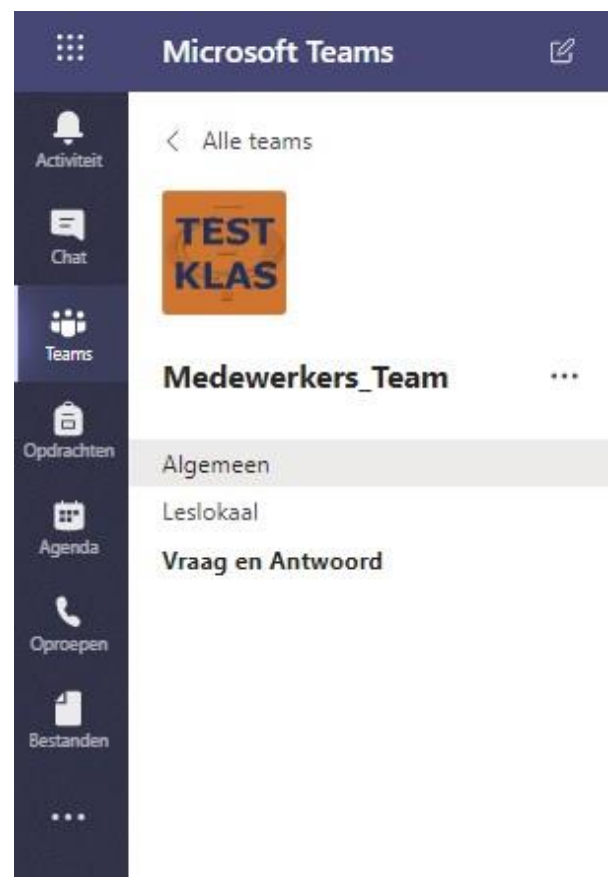 Microsoft Teams
Activiteit
Chat
Teams
Opdrachten
Agenda
Oproepen
Bestanden
Alle teams
TEST
KLAS
Medewerkers_Team
Algemeen
Leslokaal
Vraag en Antwoord